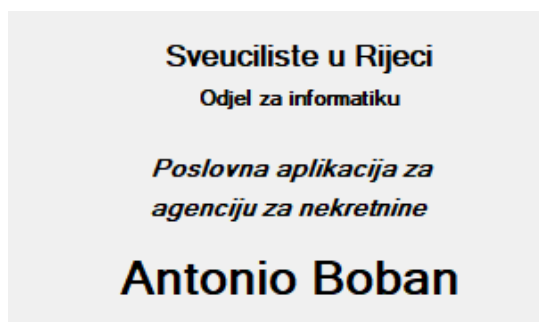 Sveuciliste u Rijeci
Odjel za informatiku
Poslovna aplikacija za
agenciju za nekretnine
Antonio Boban